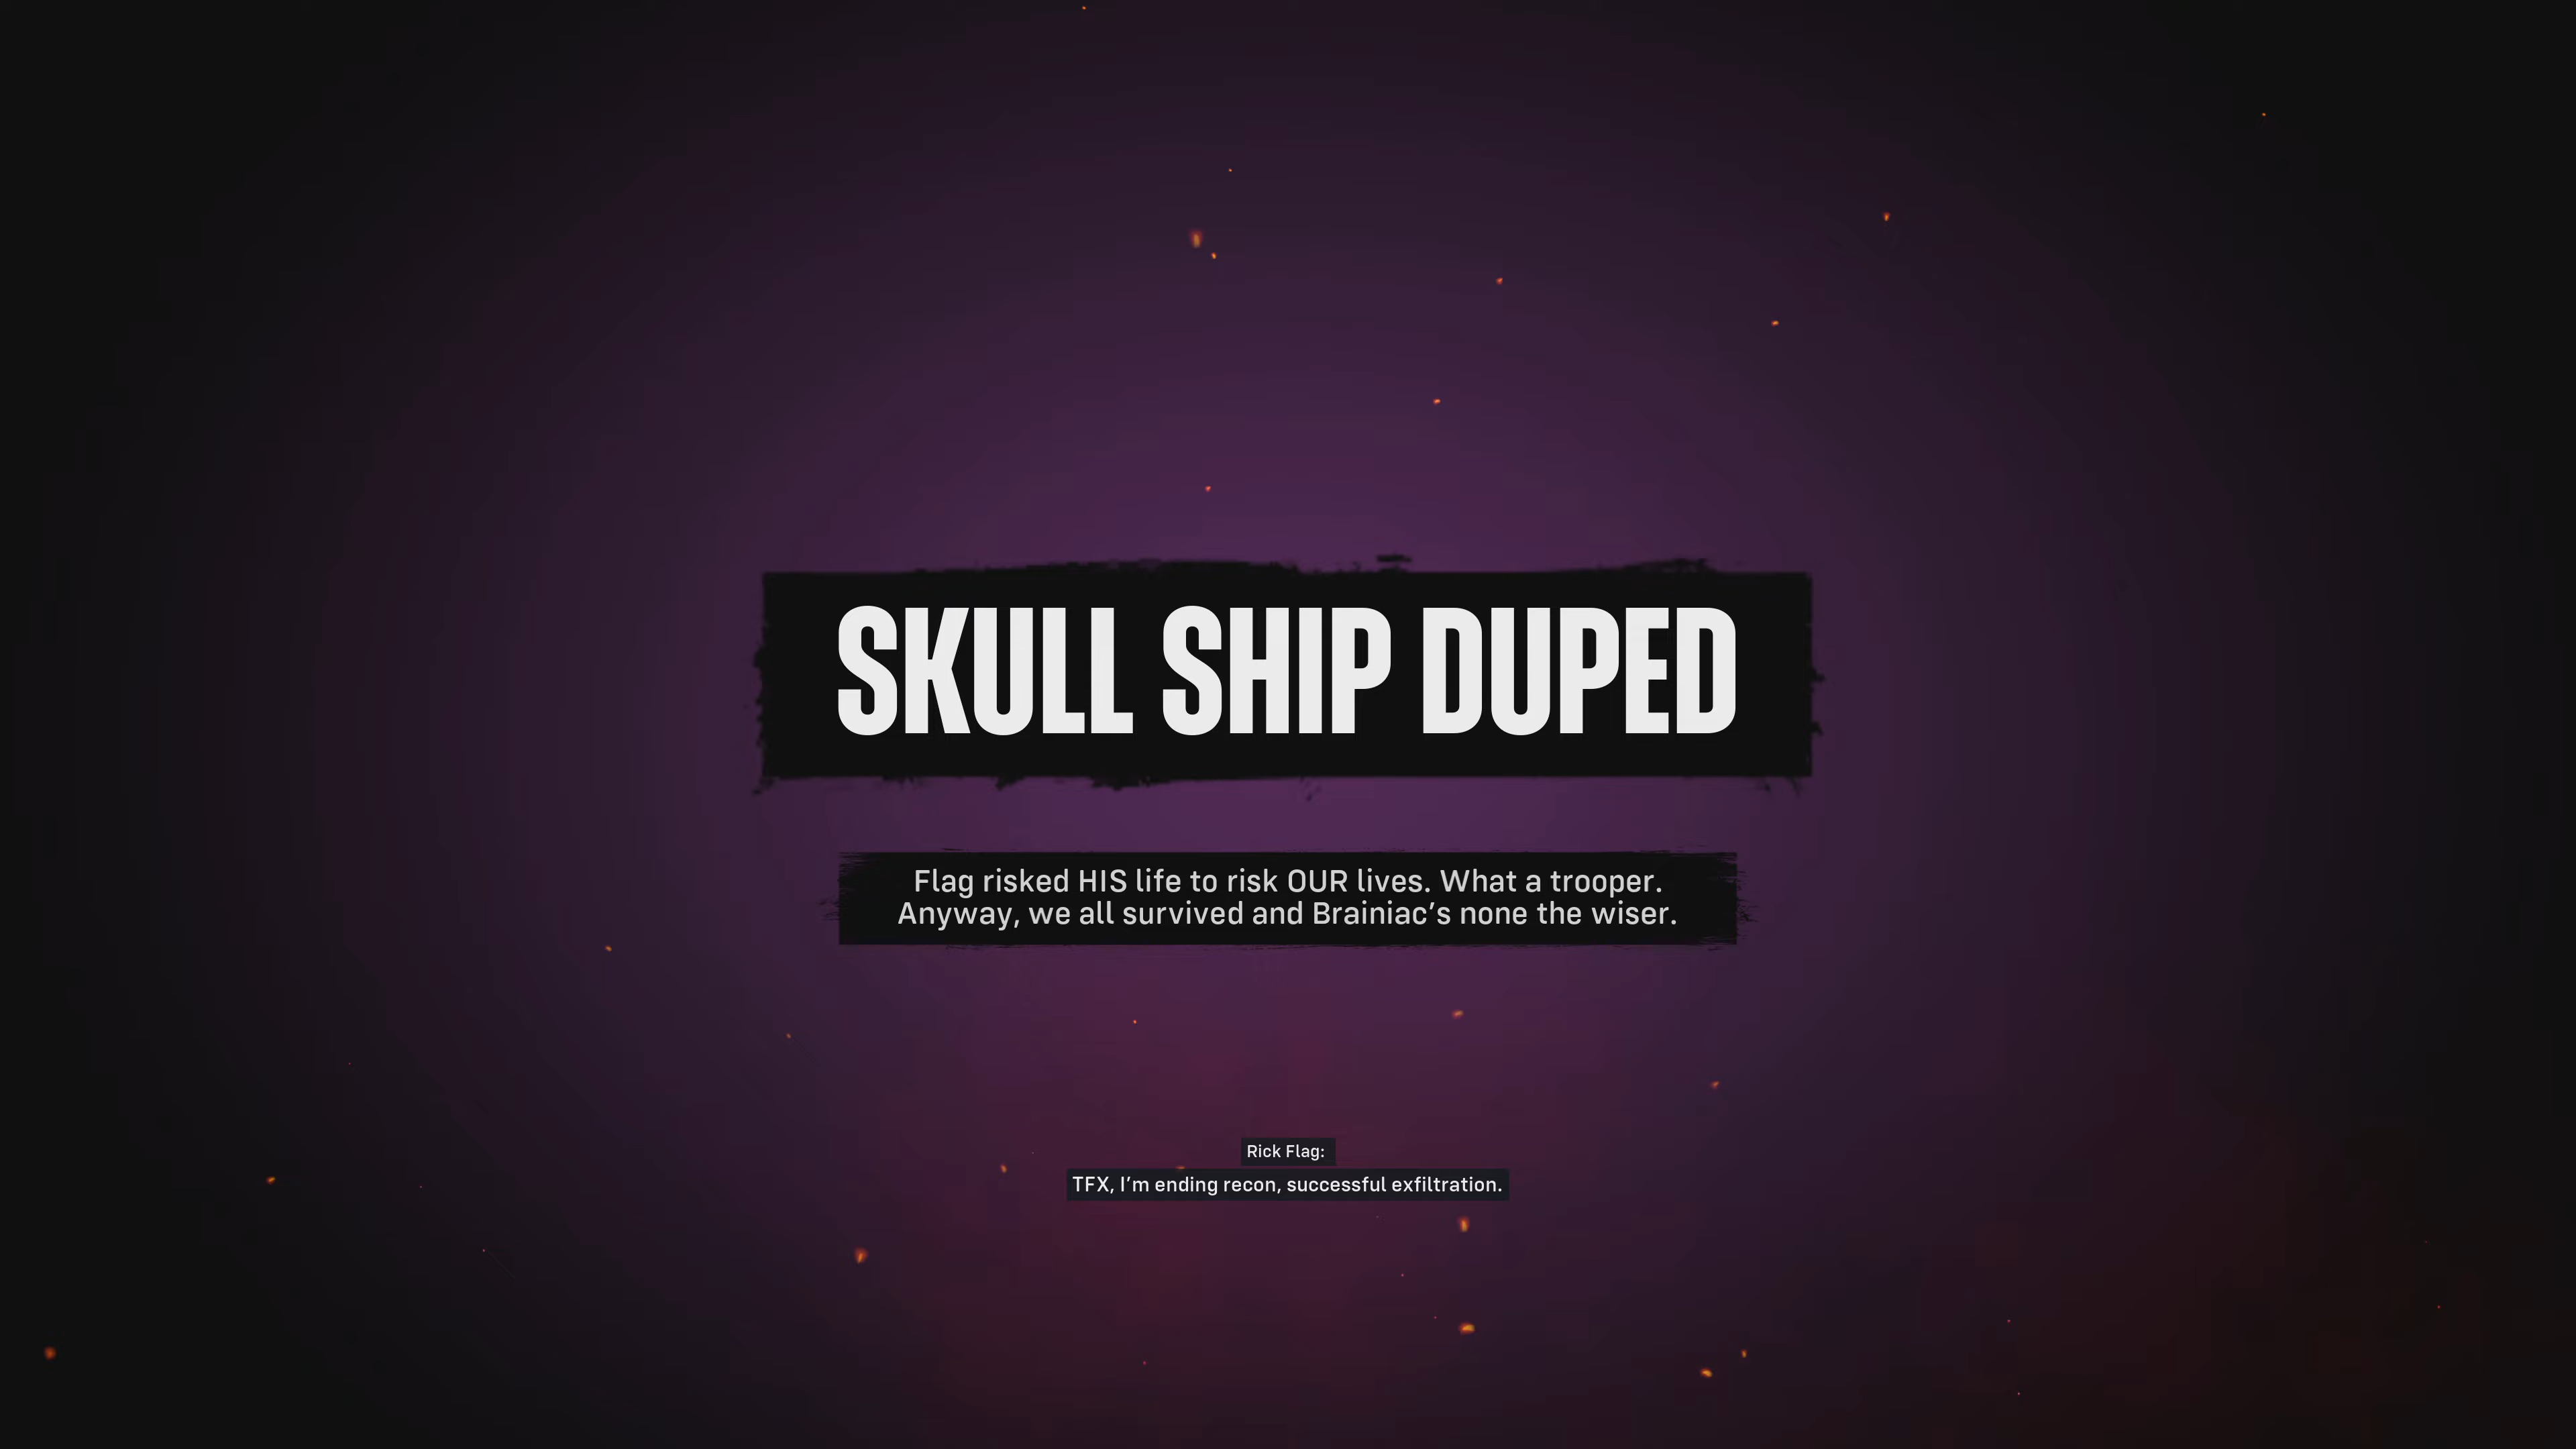 SKULL SHIP DUPED
Flag risked HIS life to risk OUR lives. What a trooper.
Anyway, we all survived and Brainiac's none the wiser.
Rick Flag:
TFX, I'm ending recon, successful exfiltration.